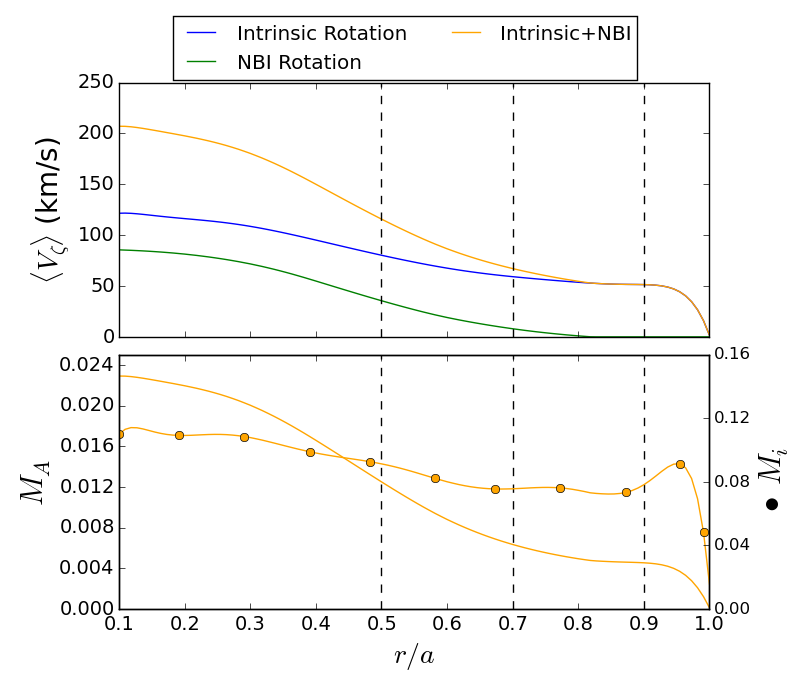 Intrinsic Rotation Intrinsic+NBI
NBI Rotation
250
200
150
100
50
0
⟨V_ζ⟩ (km/s)
0.024
0.020
0.016
0.012
0.008
0.004
0.000
M_A
0.16
0.12
0.08
0.04
0.00
● M_i
0.1 0.2 0.3 0.4 0.5 0.6 0.7 0.8 0.9 1.0
r/a